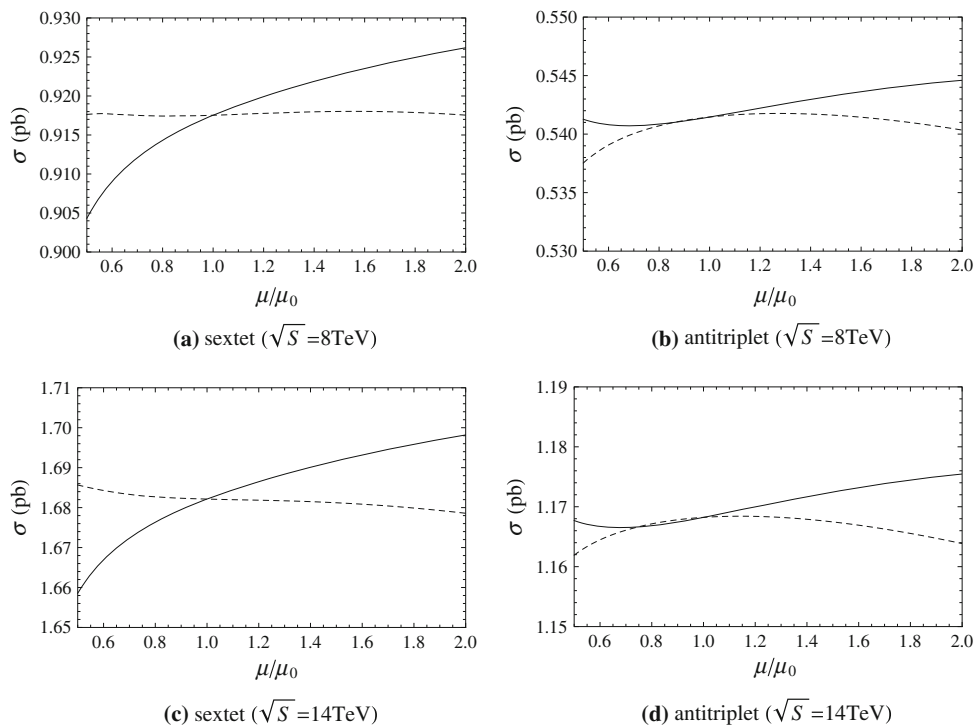 0.930
0.925
0.920
0.915
0.910
0.905
0.900
σ (pb)
0.6 0.8 1.0 1.2 1.4 1.6 1.8 2.0
μ/μ₀
(a) sextet (√S =8TeV)
0.550
0.545
0.540
0.535
0.530
σ (pb)
0.6 0.8 1.0 1.2 1.4 1.6 1.8 2.0
μ/μ₀
(b) antitriplet (√S =8TeV)
1.71
1.70
1.69
1.68
1.67
1.66
1.65
σ (pb)
0.6 0.8 1.0 1.2 1.4 1.6 1.8 2.0
μ/μ₀
(c) sextet (√S =14TeV)
1.19
1.18
1.17
1.16
1.15
σ (pb)
0.6 0.8 1.0 1.2 1.4 1.6 1.8 2.0
μ/μ₀
(d) antitriplet (√S =14TeV)